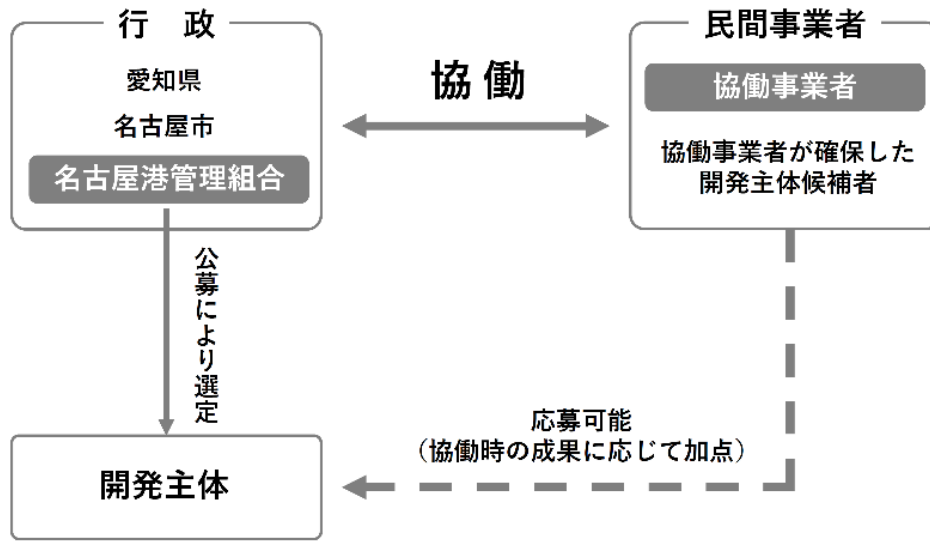 行　政
愛知県
名古屋市
名古屋港管理組合
協 働
民間事業者
協働事業者
協働事業者が確保した
開発主体候補者
公募により選定
応募可能
（協働時の成果に応じて加点）
開発主体